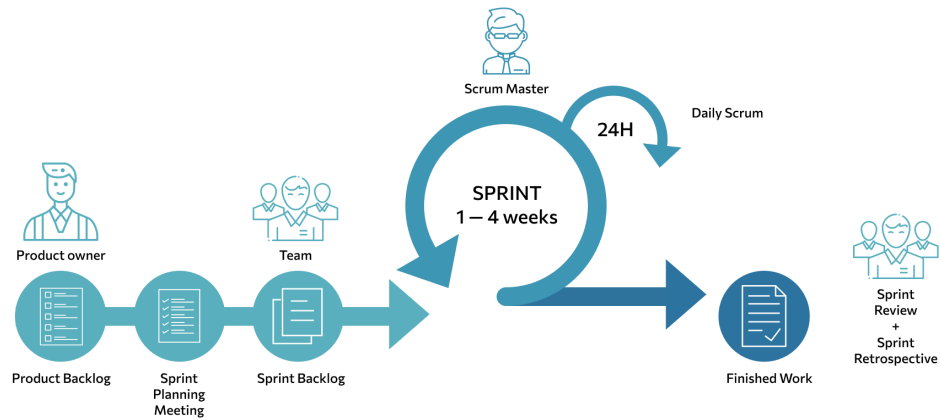 Scrum Master
Daily Scrum
24H
SPRINT
1 – 4 weeks
Product owner
Team
Product Backlog
Sprint
Planning
Meeting
Sprint Backlog
Finished Work
Sprint
Review
+
Sprint
Retrospective